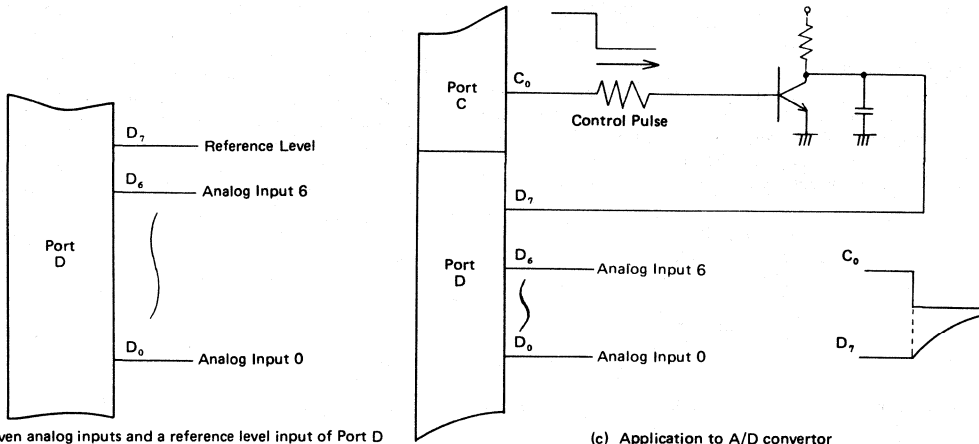 Port
D
D₇
Reference Level
D₆
Analog Input 6
D₀
Analog Input 0
ven analog inputs and a reference level input of Port D
Port
C
C₀
Control Pulse
D₇
Port
D
D₆
Analog Input 6
D₀
Analog Input 0
C₀
D₇
(c) Application to A/D convertor